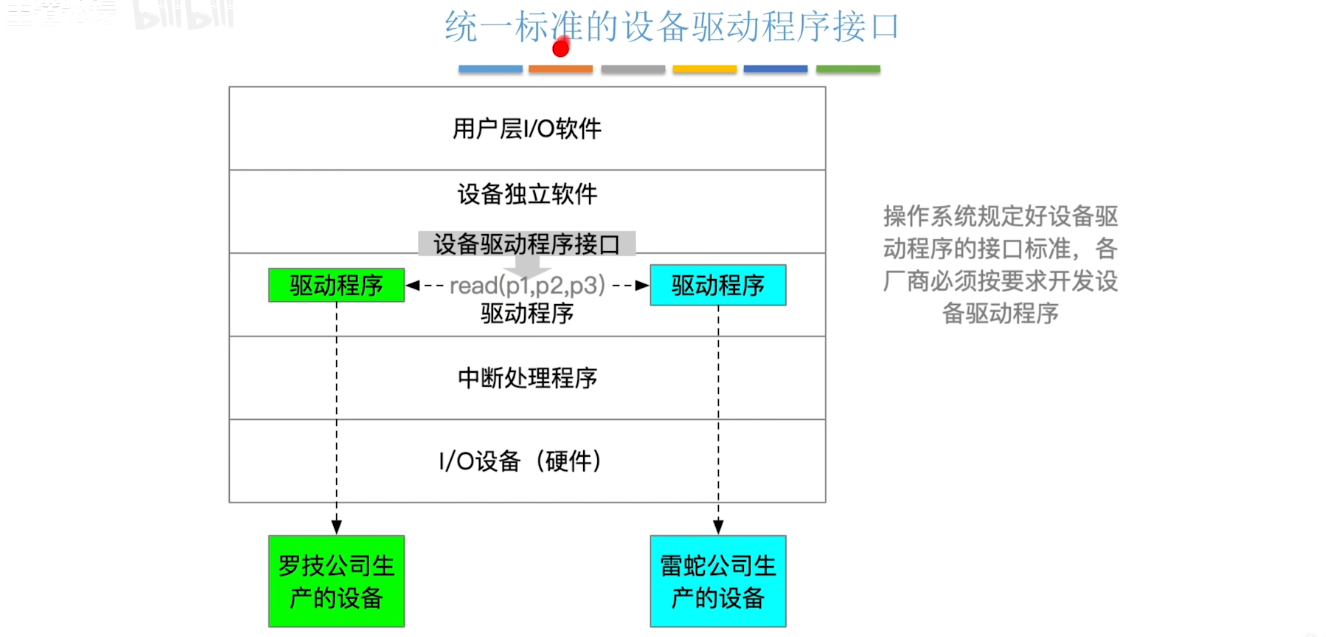 bilibili
统一标准的设备驱动程序接口
用户层I/O软件
设备独立软件
设备驱动程序接口
驱动程序
read(p1,p2,p3)
驱动程序
驱动程序
中断处理程序
I/O设备（硬件）
罗技公司生
产的设备
雷蛇公司生
产的设备
操作系统规定好设备驱
动程序的接口标准，各
厂商必须按要求开发设
备驱动程序